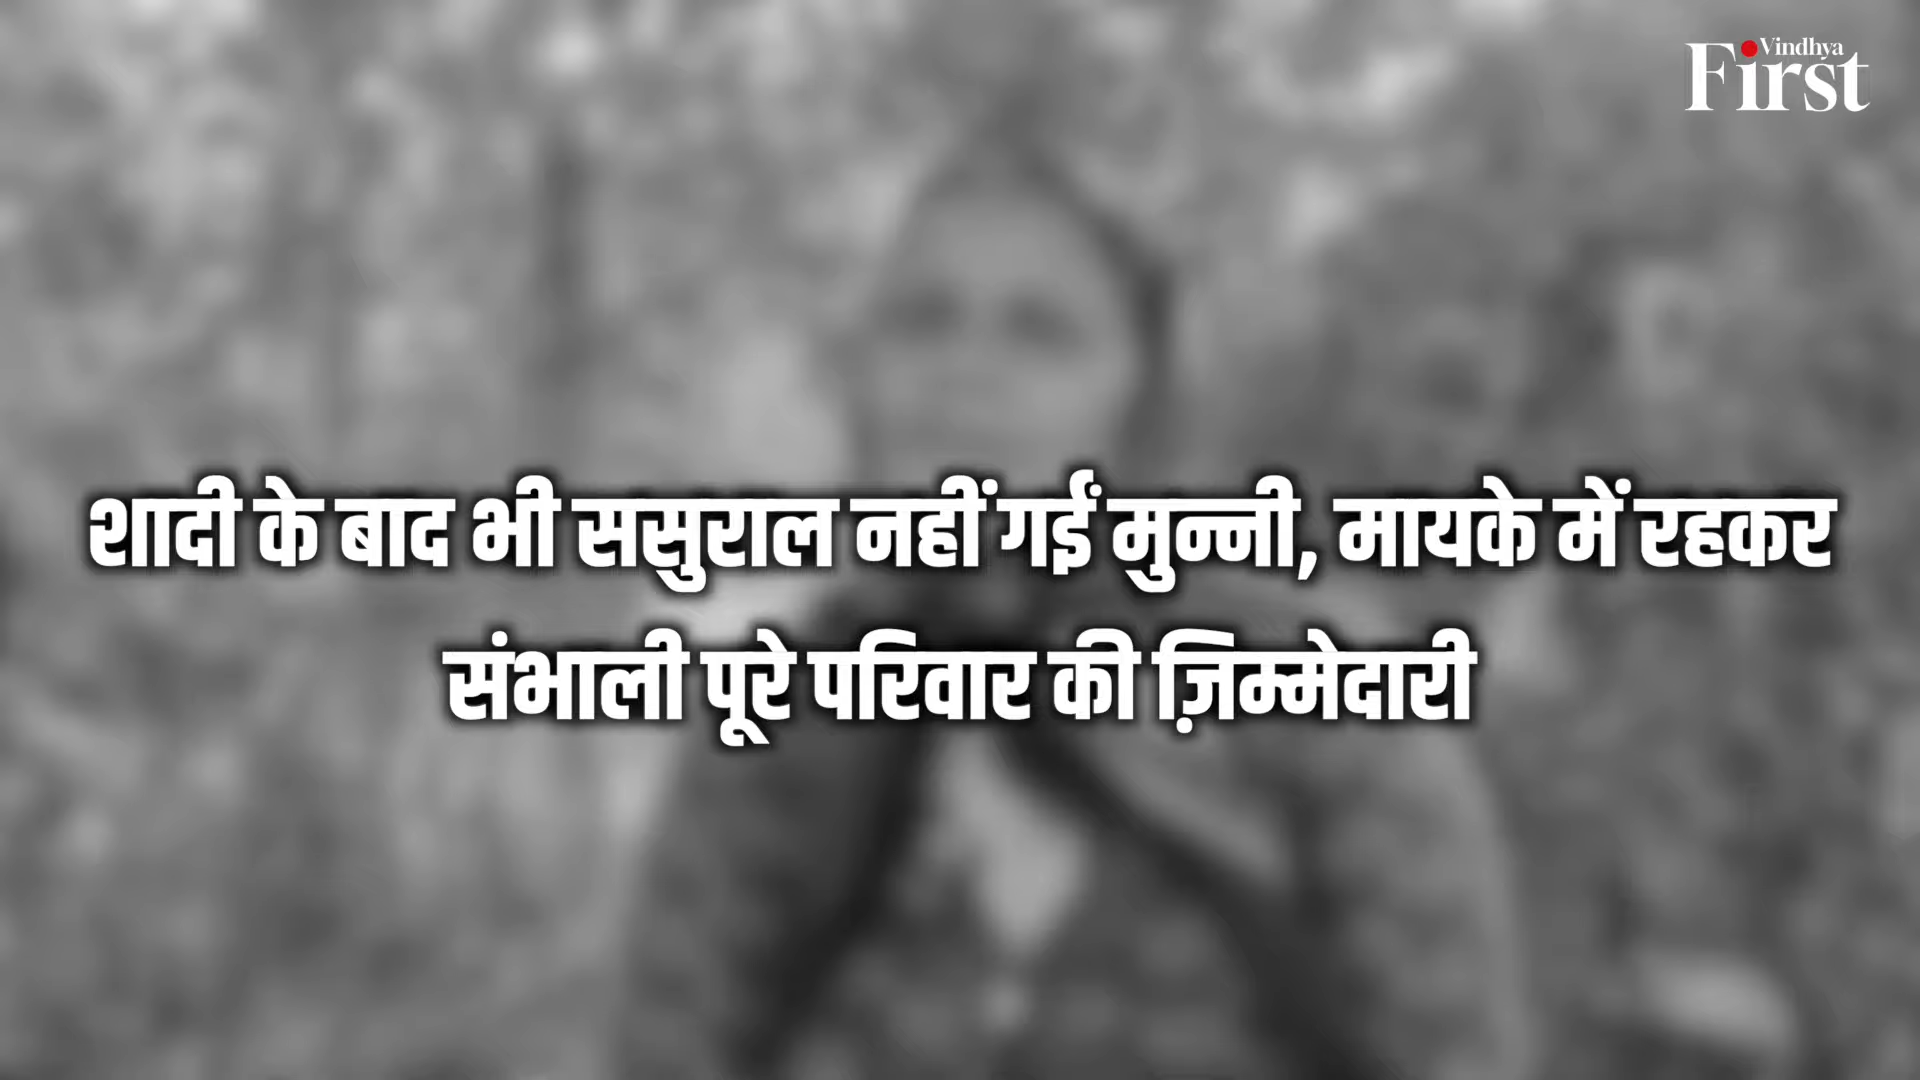 Vindhya
First
शादी के बाद भी ससुराल नहीं गईं मुन्नी, मायके में रहकर
संभाली पूरे परिवार की ज़िम्मेदारी